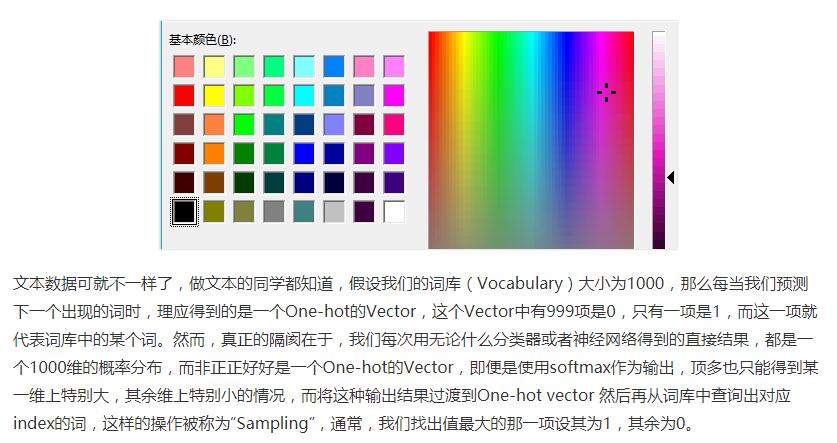 基本颜色(B):
文本数据可就不一样了，做文本的同学都知道，假设我们的词库（Vocabulary）大小为1000，那么每当我们预测
下一个出现的词时，理应得到的是一个One-hot的Vector，这个Vector中有999项是0，只有一项是1，而这一项就
代表词库中的某个词。然而，真正的隔阂在于，我们每次用无论什么分类器或者神经网络得到的直接结果，都是一
个1000维的概率分布，而非正正好好是一个One-hot的Vector，即便是使用softmax作为输出，顶多也只能得到某
一维上特别大，其余维上特别小的情况，而将这种输出结果过渡到One-hot vector 然后再从词库中查询出对应
index的词，这样的操作被称为“Sampling”，通常，我们找出值最大的那一项设其为1，其余为0。